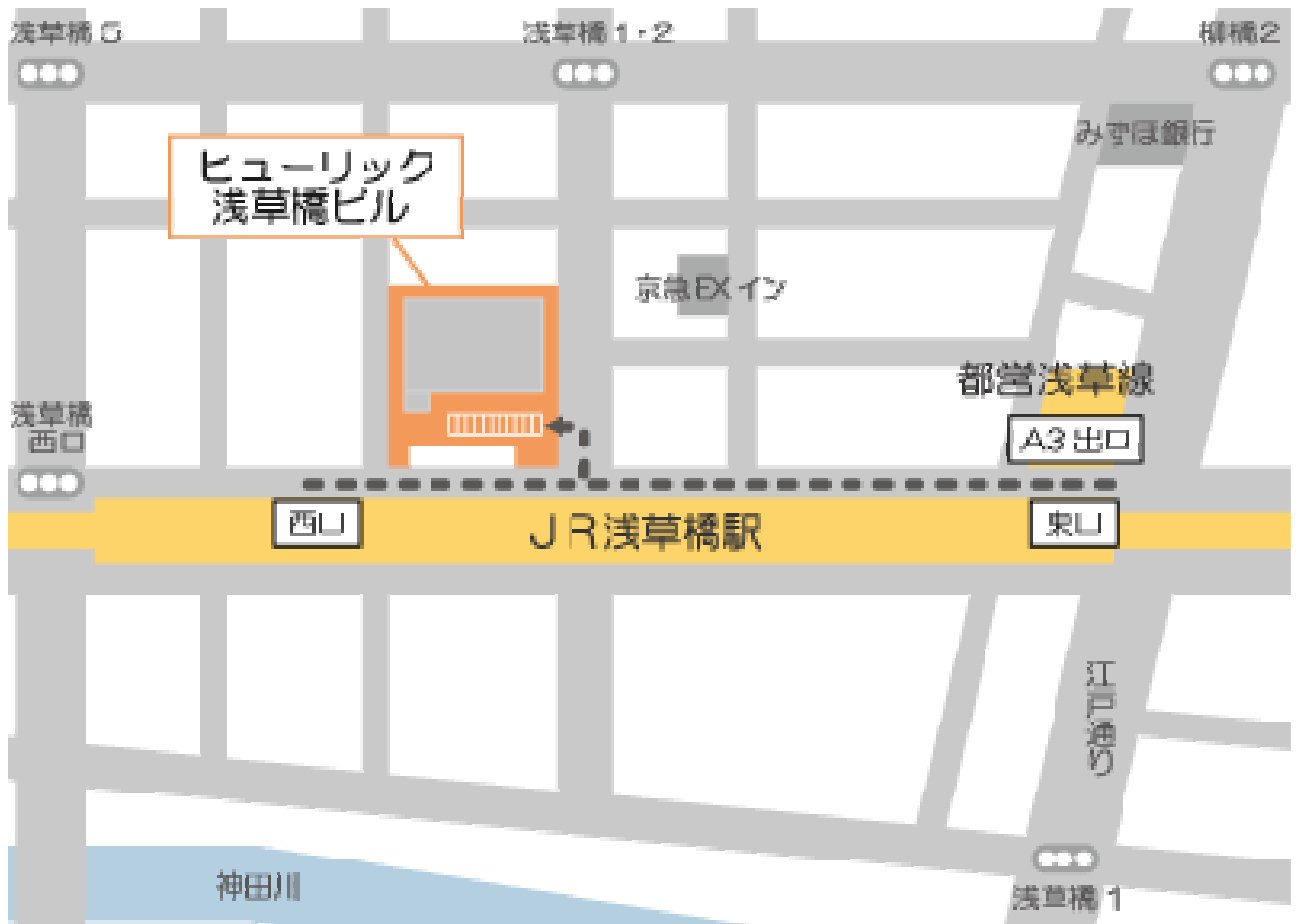 浅草橋5
浅草橋1・2
柳橋2
みずほ銀行
ヒューリック
浅草橋ビル
京急EXイン
都営浅草線
浅草橋
西口
A3出口
西口
JR浅草橋駅
東口
江戸通り
神田川
浅草橋1